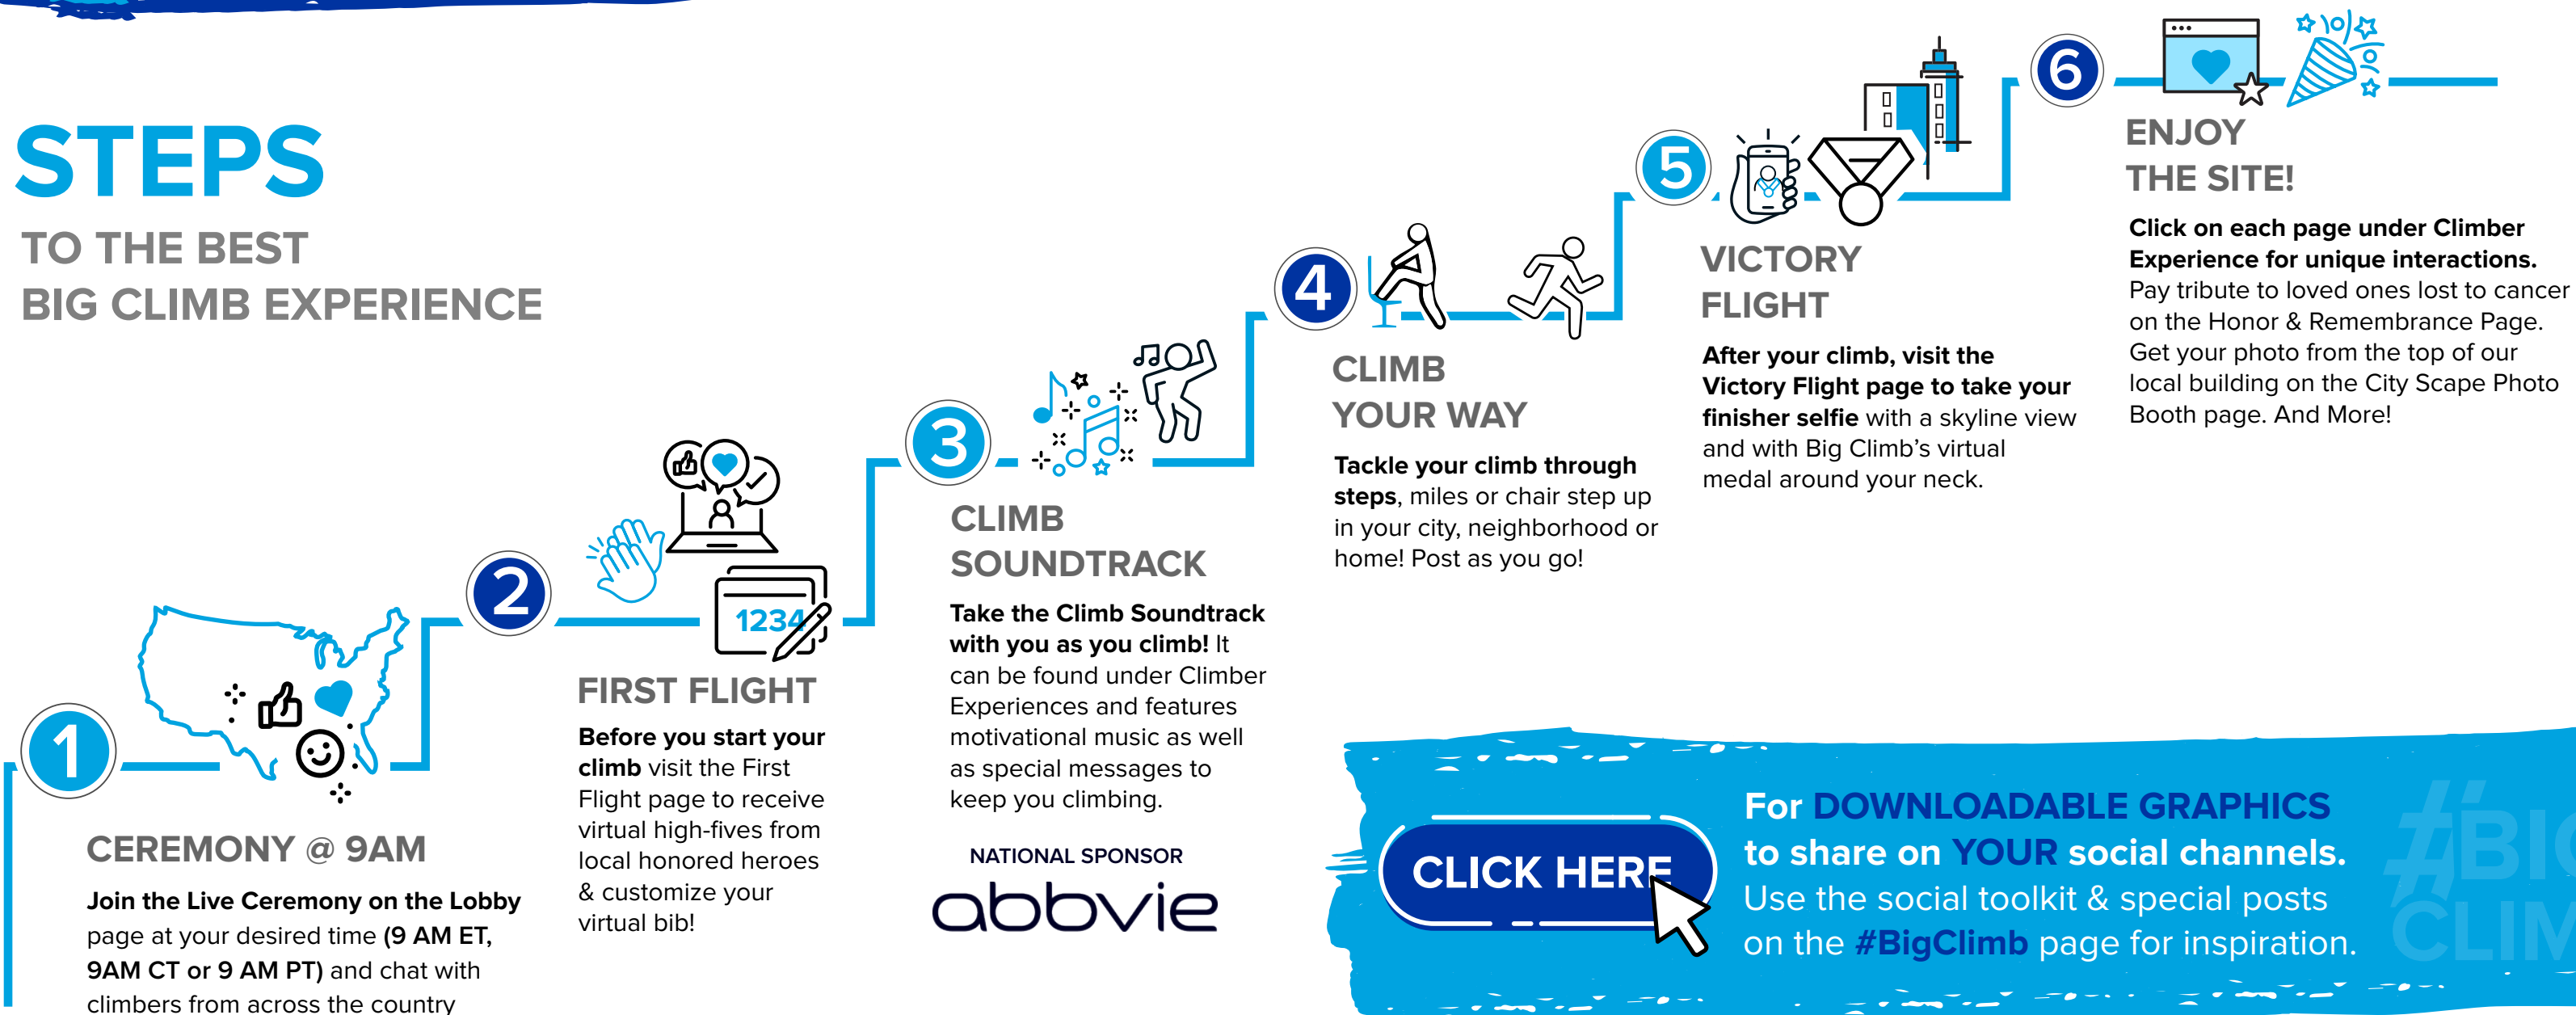 STEPS
TO THE BEST
BIG CLIMB EXPERIENCE
1
CEREMONY @ 9AM
Join the Live Ceremony on the Lobby
page at your desired time (9 AM ET,
9AM CT or 9 AM PT) and chat with
climbers from across the country
2
1234
FIRST FLIGHT
Before you start your
climb visit the First
Flight page to receive
virtual high-fives from
local honored heroes
& customize your
virtual bib!
3
CLIMB
SOUNDTRACK
Take the Climb Soundtrack
with you as you climb! It
can be found under Climber
Experiences and features
motivational music as well
as special messages to
keep you climbing.
NATIONAL SPONSOR
abbvie
4
CLIMB
YOUR WAY
Tackle your climb through
steps, miles or chair step up
in your city, neighborhood or
home! Post as you go!
5
VICTORY
FLIGHT
After your climb, visit the
Victory Flight page to take your
finisher selfie with a skyline view
and with Big Climb’s virtual
medal around your neck.
6
ENJOY
THE SITE!
Click on each page under Climber
Experience for unique interactions.
Pay tribute to loved ones lost to cancer
on the Honor & Remembrance Page.
Get your photo from the top of our
local building on the City Scape Photo
Booth page. And More!
CLICK HERE
For DOWNLOADABLE GRAPHICS
to share on YOUR social channels.
Use the social toolkit & special posts
on the #BigClimb page for inspiration.
#BIG
CLIM